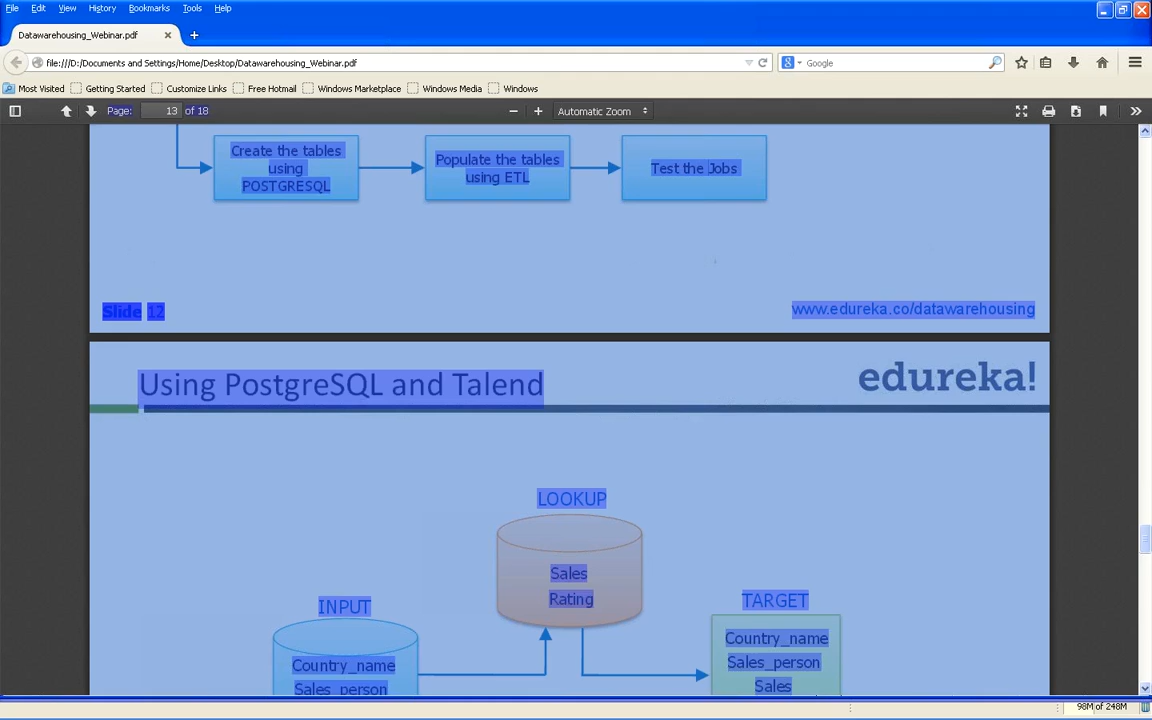 File Edit View History Bookmarks Tools Help
Datawarehousing_Webinar.pdf
file:///D:/Documents and Settings/Home/Desktop/Datawarehousing_Webinar.pdf
Google
Most Visited Getting Started Customize Links Free Hotmail Windows Marketplace Windows Media Windows
Page: 13 of 18
Automatic Zoom
Create the tables
using
POSTGRESQL
Populate the tables
using ETL
Test the Jobs
Slide 12
www.edureka.co/datawarehousing
Using PostgreSQL and Talend
edureka!
LOOKUP
Sales
Rating
INPUT
Country_name
Sales_person
TARGET
Country_name
Sales_person
Sales
98M of 248M